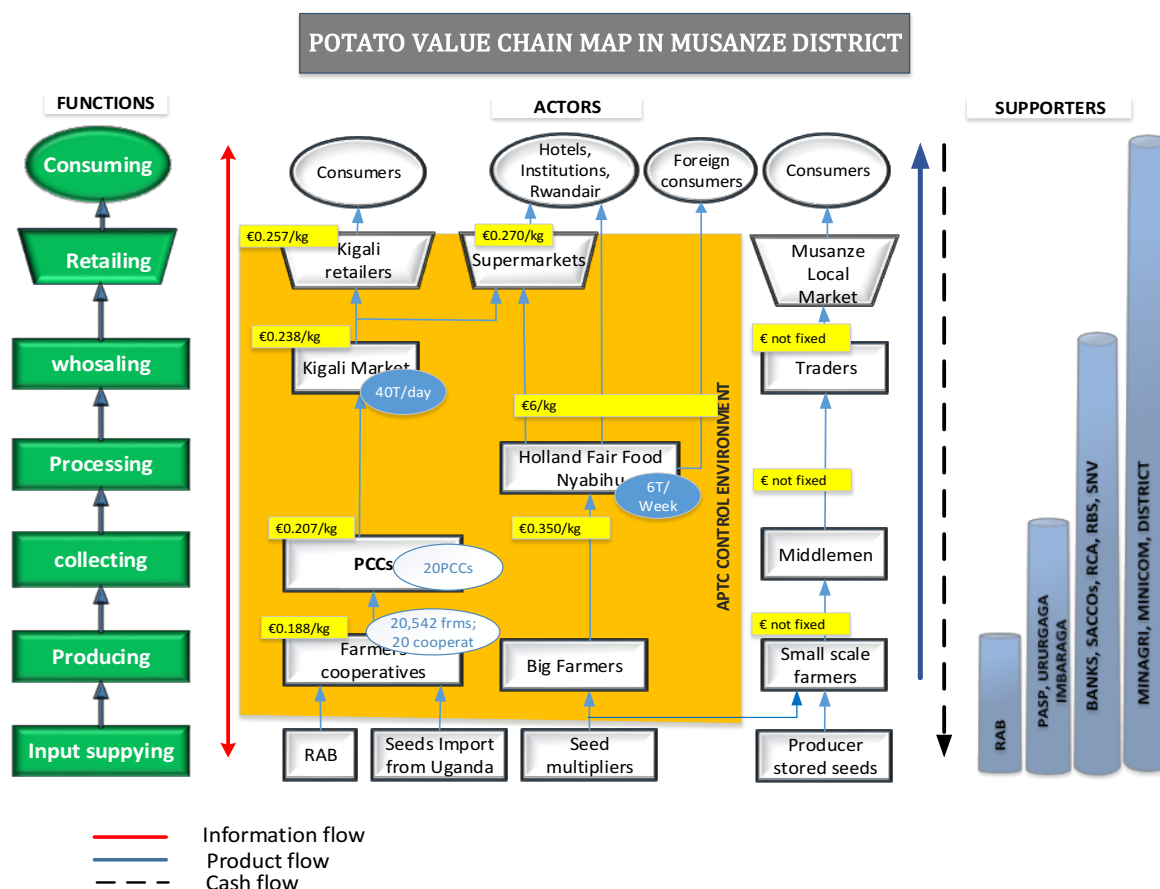 POTATO VALUE CHAIN MAP IN MUSANZE DISTRICT
FUNCTIONS
ACTORS
SUPPORTERS
Consuming
Retailing
whosaling
Processing
collecting
Producing
Input suppying
Consumers
Hotels,
Institutions,
Rwandair
Foreign
consumers
Consumers
€0.257/kg
Kigali
retailers
€0.270/kg
Supermarkets
Musanze
Local
Market
€0.238/kg
Kigali Market
40T/day
€ not fixed
Traders
€6/kg
Holland Fair Food
Nyabihu
6T/
Week
€ not fixed
€0.207/kg
PCCs
20PCCs
€0.350/kg
Middlemen
€0.188/kg
20,542 frms;
20 cooperat
Farmers
cooperatives
Big Farmers
€ not fixed
Small scale
farmers
RAB
Seeds Import
from Uganda
Seed
multipliers
Producer
stored seeds
APTC CONTROL ENVIRONMENT
RAB
PASP, URURGAGA
IMBARAGA
BANKS, SACCOs, RCA, RBS, SNV
MINAGRI, MINICOM, DISTRICT
Information flow
Product flow
Cash flow